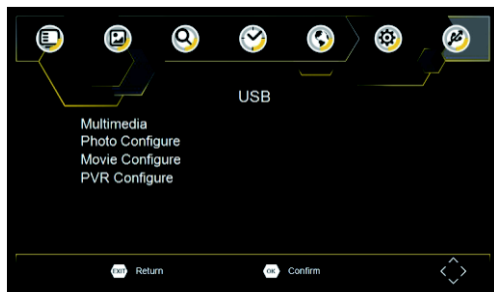 USB
Multimedia
Photo Configure
Movie Configure
PVR Configure
EXIT Return
OK Confirm